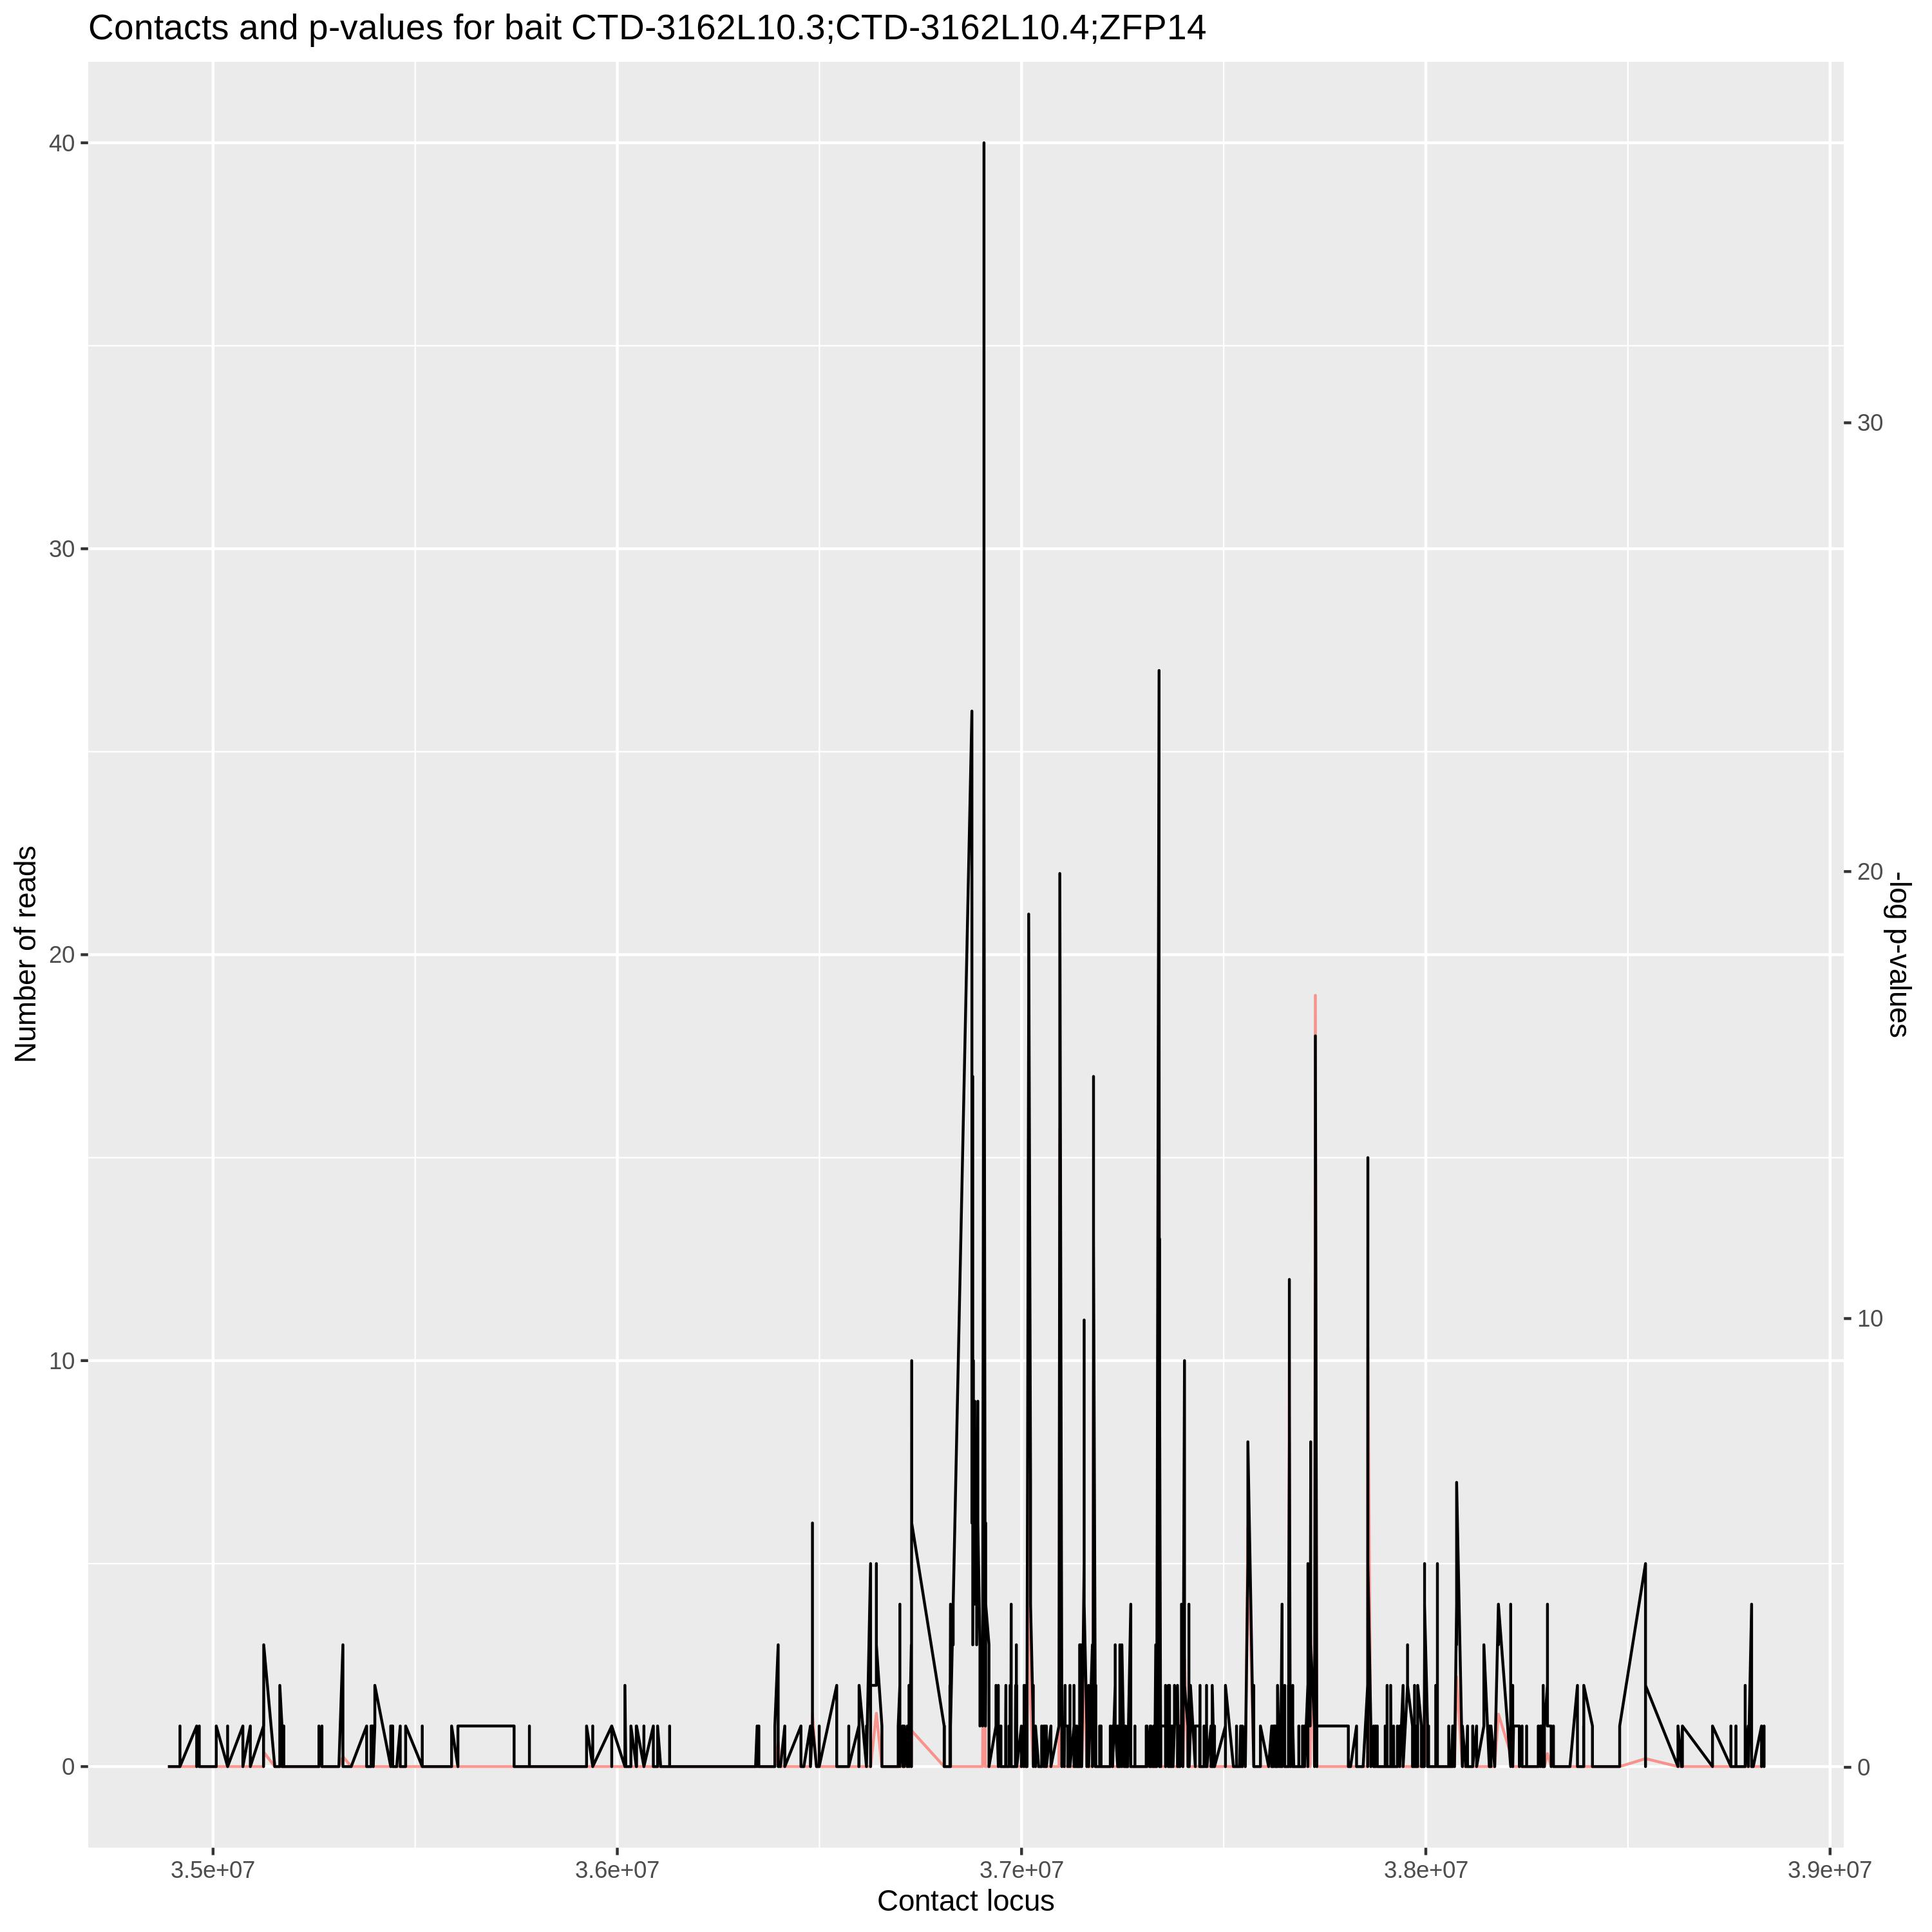 Contacts and p-values for bait CTD-3162L10.3;CTD-3162L10.4;ZFP14
40
30
20
10
0
Number of reads
30
20
10
0
-log p-values
3.5e+07 3.6e+07 3.7e+07 3.8e+07 3.9e+07
Contact locus